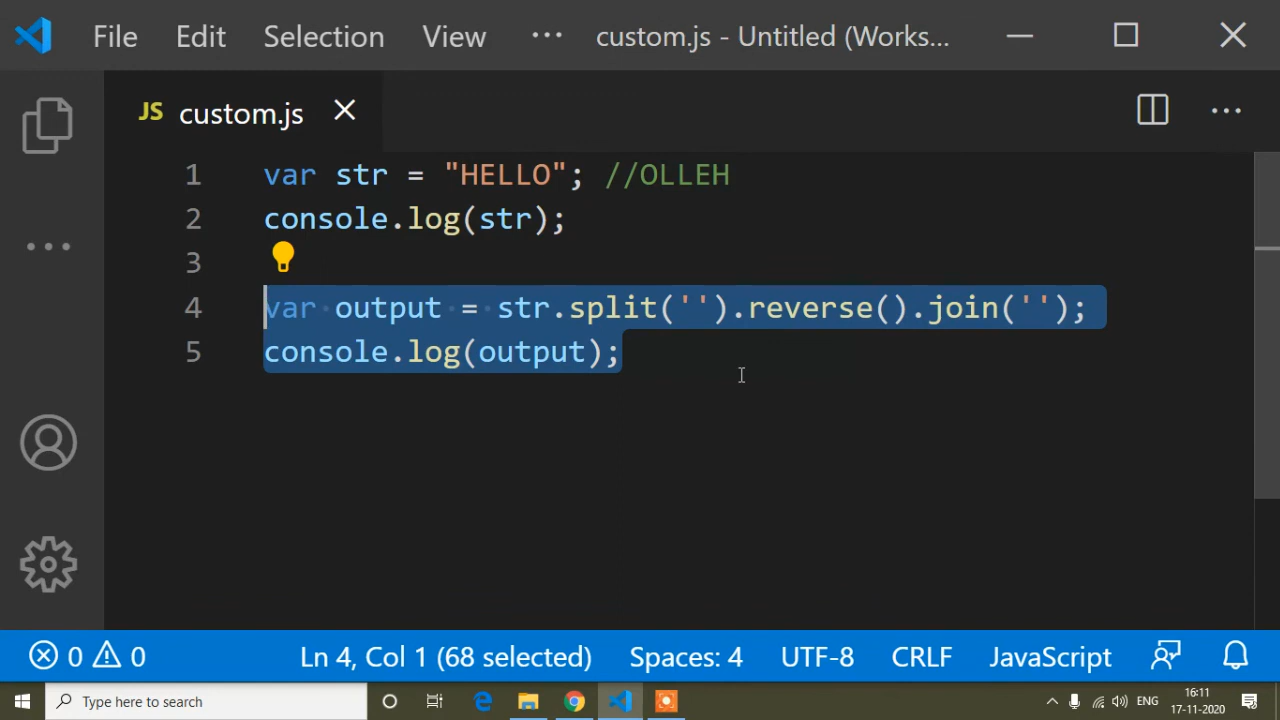 File Edit Selection View ··· custom.js - Untitled (Works...
JS custom.js
1 var str = "HELLO"; //OLLEH
2 console.log(str);
3
4 var output = str.split('').reverse().join('');
5 console.log(output);
0 0 Ln 4, Col 1 (68 selected) Spaces: 4 UTF-8 CRLF JavaScript
Type here to search ENG 16:11
17-11-2020